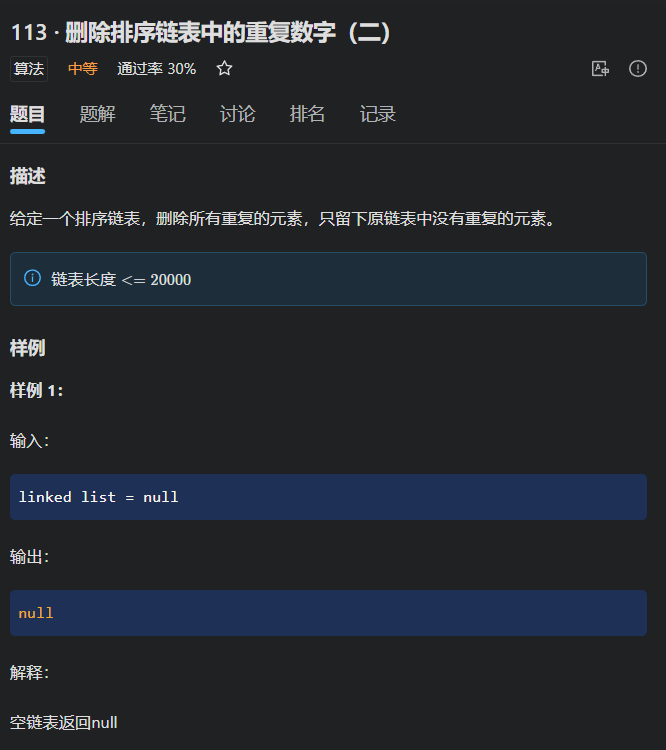 113 · 删除排序链表中的重复数字（二）
算法 中等 通过率 30%
题目 题解 笔记 讨论 排名 记录
描述
给定一个排序链表，删除所有重复的元素，只留下原链表中没有重复的元素。
链表长度 <= 20000
样例
样例 1：
输入：
linked list = null
输出：
null
解释：
空链表返回null